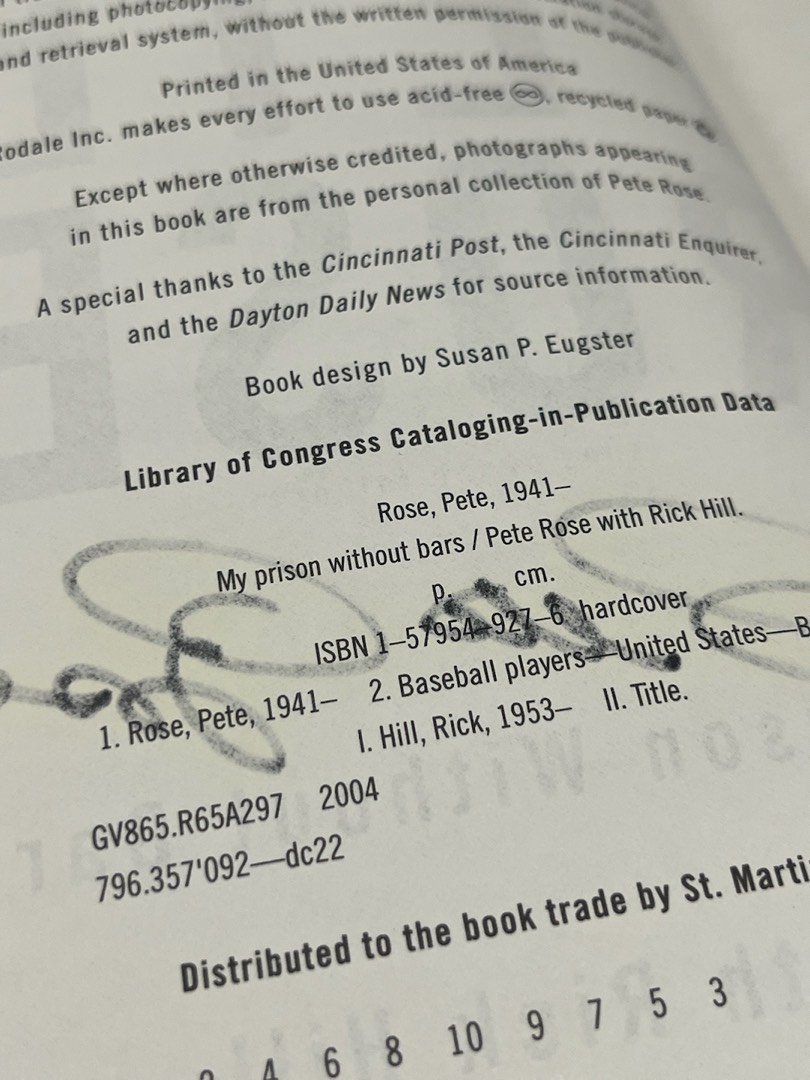 including photocopying,
and retrieval system, without the written permission of the
Printed in the United States of America
Rodale Inc. makes every effort to use acid-free ♾, recycled paper ♻
Except where otherwise credited, photographs appearing
in this book are from the personal collection of Pete Rose.
A special thanks to the Cincinnati Post, the Cincinnati Enquirer,
and the Dayton Daily News for source information.
Book design by Susan P. Eugster
Library of Congress Cataloging-in-Publication Data
Rose, Pete, 1941–
My prison without bars / Pete Rose with Rick Hill.
p. cm.
ISBN 1–57954–927–6 hardcover
1. Rose, Pete, 1941– 2. Baseball players—United States—B
I. Hill, Rick, 1953– II. Title.
GV865.R65A297 2004
796.357'092—dc22
Distributed to the book trade by St. Marti
4 6 8 10 9 7 5 3